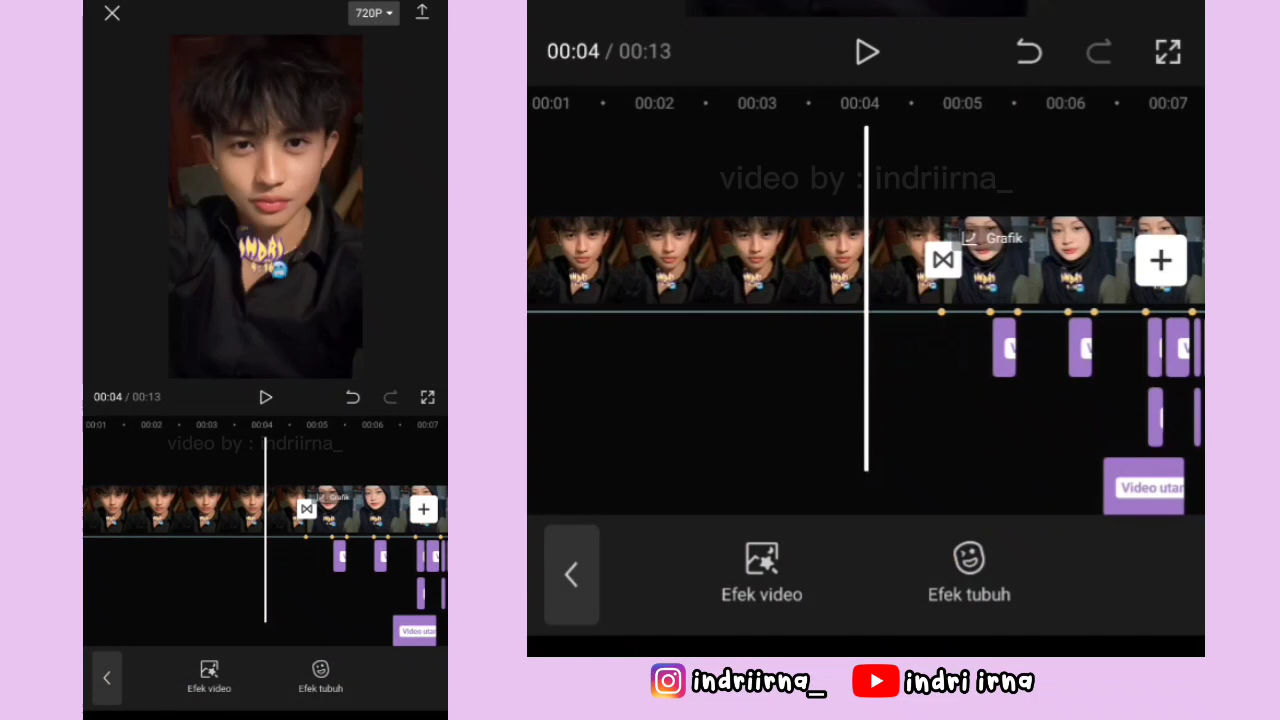 720P
INDRI
00:04 / 00:13
00:01 00:02 00:03 00:04 00:05 00:06 00:07
video by : indriirna_
Grafik
Video utan
Efek video Efek tubuh
00:04 / 00:13
00:01 00:02 00:03 00:04 00:05 00:06 00:07
video by : indriirna_
Grafik
Video utar
Efek video Efek tubuh
indriirna_ indri irna